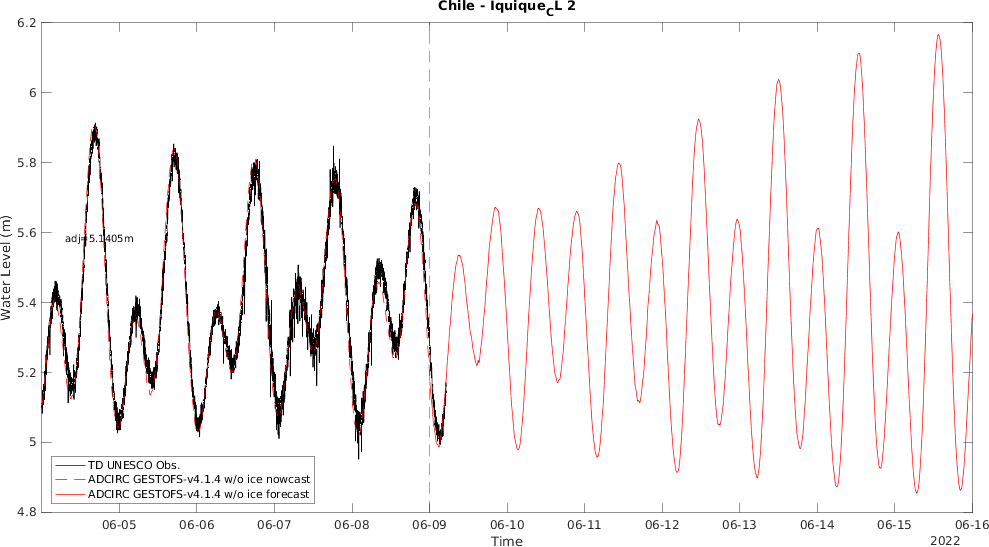 Chile - Iquique_CL 2
6.2
6
5.8
5.6
5.4
5.2
5
4.8
Water Level (m)
adj=5.1405m
TD UNESCO Obs.
ADCIRC GESTOFS-v4.1.4 w/o ice nowcast
ADCIRC GESTOFS-v4.1.4 w/o ice forecast
06-05 06-06 06-07 06-08 06-09 06-10 06-11 06-12 06-13 06-14 06-15 06-16
Time
2022